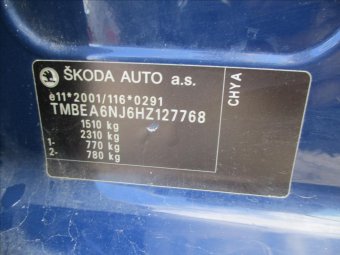 ŠKODA AUTO a.s.
e11*2001/116*0291
TMBEA6NJ6HZ127768
1510 kg
2310 kg
1- 770 kg
2- 780 kg
CHYA